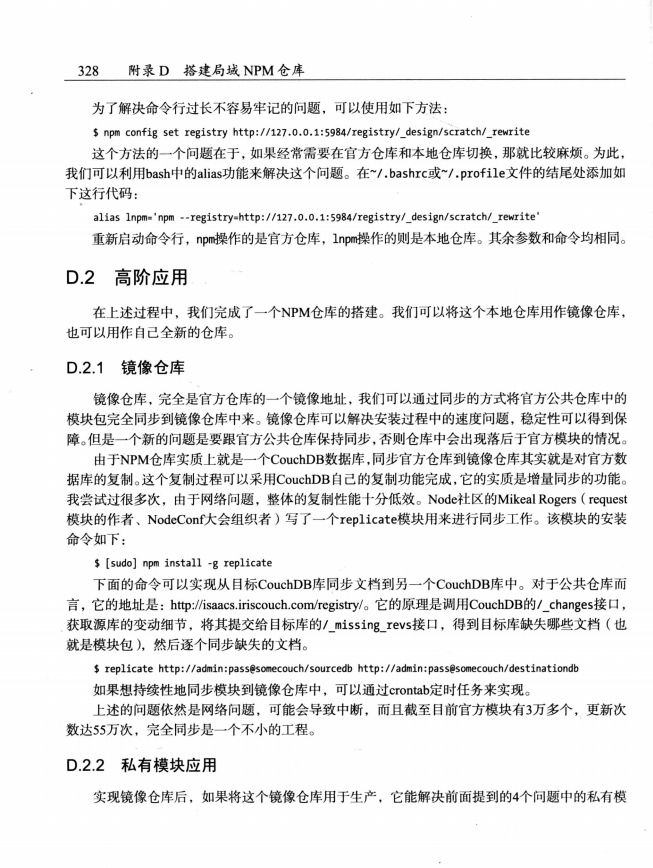 328 附录D 搭建局域NPM仓库
为了解决命令行过长不容易牢记的问题，可以使用如下方法：
$ npm config set registry http://127.0.0.1:5984/registry/_design/scratch/_rewrite
这个方法的一个问题在于，如果经常需要在官方仓库和本地仓库切换，那就比较麻烦。为此，
我们可以利用bash中的alias功能来解决这个问题。在~/.bashrc或~/.profile文件的结尾处添加如
下这行代码：
alias lnpm='npm --registry=http://127.0.0.1:5984/registry/_design/scratch/_rewrite'
重新启动命令行，npm操作的是官方仓库，lnpm操作的则是本地仓库。其余参数和命令均相同。
D.2 高阶应用
在上述过程中，我们完成了一个NPM仓库的搭建。我们可以将这个本地仓库用作镜像仓库，
也可以用作自己全新的仓库。
D.2.1 镜像仓库
镜像仓库，完全是官方仓库的一个镜像地址，我们可以通过同步的方式将官方公共仓库中的
模块包完全同步到镜像仓库中来。镜像仓库可以解决安装过程中的速度问题，稳定性可以得到保
障。但是一个新的问题是要跟官方公共仓库保持同步，否则仓库中会出现落后于官方模块的情况。
由于NPM仓库实质上就是一个CouchDB数据库，同步官方仓库到镜像仓库其实就是对官方数
据库的复制。这个复制过程可以采用CouchDB自己的复制功能完成，它的实质是增量同步的功能。
我尝试过很多次，由于网络问题，整体的复制性能十分低效。Node社区的Mikeal Rogers（request
模块的作者、NodeConf大会组织者）写了一个replicate模块用来进行同步工作。该模块的安装
命令如下：
$ [sudo] npm install -g replicate
下面的命令可以实现从目标CouchDB库同步文档到另一个CouchDB库中。对于公共仓库而
言，它的地址是：http://isaacs.iriscouch.com/registry/。它的原理是调用CouchDB的/_changes接口，
获取源库的变动细节，将其提交给目标库的/_missing_revs接口，得到目标库缺失哪些文档（也
就是模块包），然后逐个同步缺失的文档。
$ replicate http://admin:pass@somecouch/sourcedb http://admin:pass@somecouch/destinationdb
如果想持续性地同步模块到镜像仓库中，可以通过crontab定时任务来实现。
上述的问题依然是网络问题，可能会导致中断，而且截至目前官方模块有3万多个，更新次
数达55万次，完全同步是一个不小的工程。
D.2.2 私有模块应用
实现镜像仓库后，如果将这个镜像仓库用于生产，它能解决前面提到的4个问题中的私有模